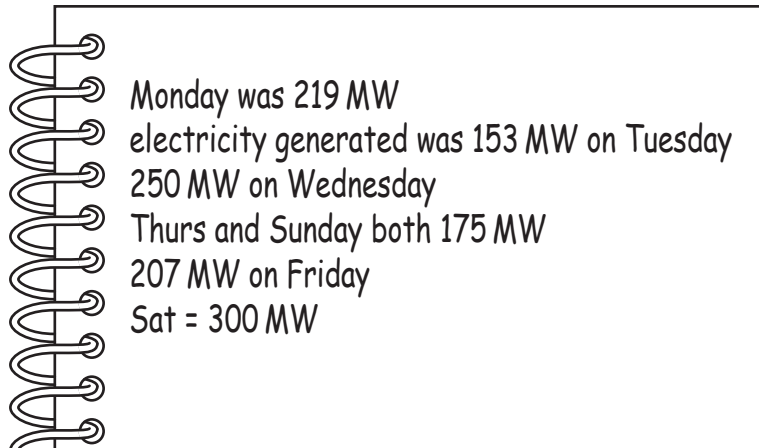 Monday was 219 MW
electricity generated was 153 MW on Tuesday
250 MW on Wednesday
Thurs and Sunday both 175 MW
207 MW on Friday
Sat = 300 MW